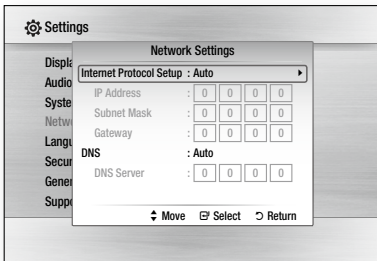 Settings
Network Settings
Internet Protocol Setup : Auto
IP Address : 0 0 0 0
Subnet Mask : 0 0 0 0
Gateway : 0 0 0 0
DNS : Auto
DNS Server : 0 0 0 0
Move Select Return
Displa
Audio
Syste
Netwo
Langu
Secur
Gener
Suppo